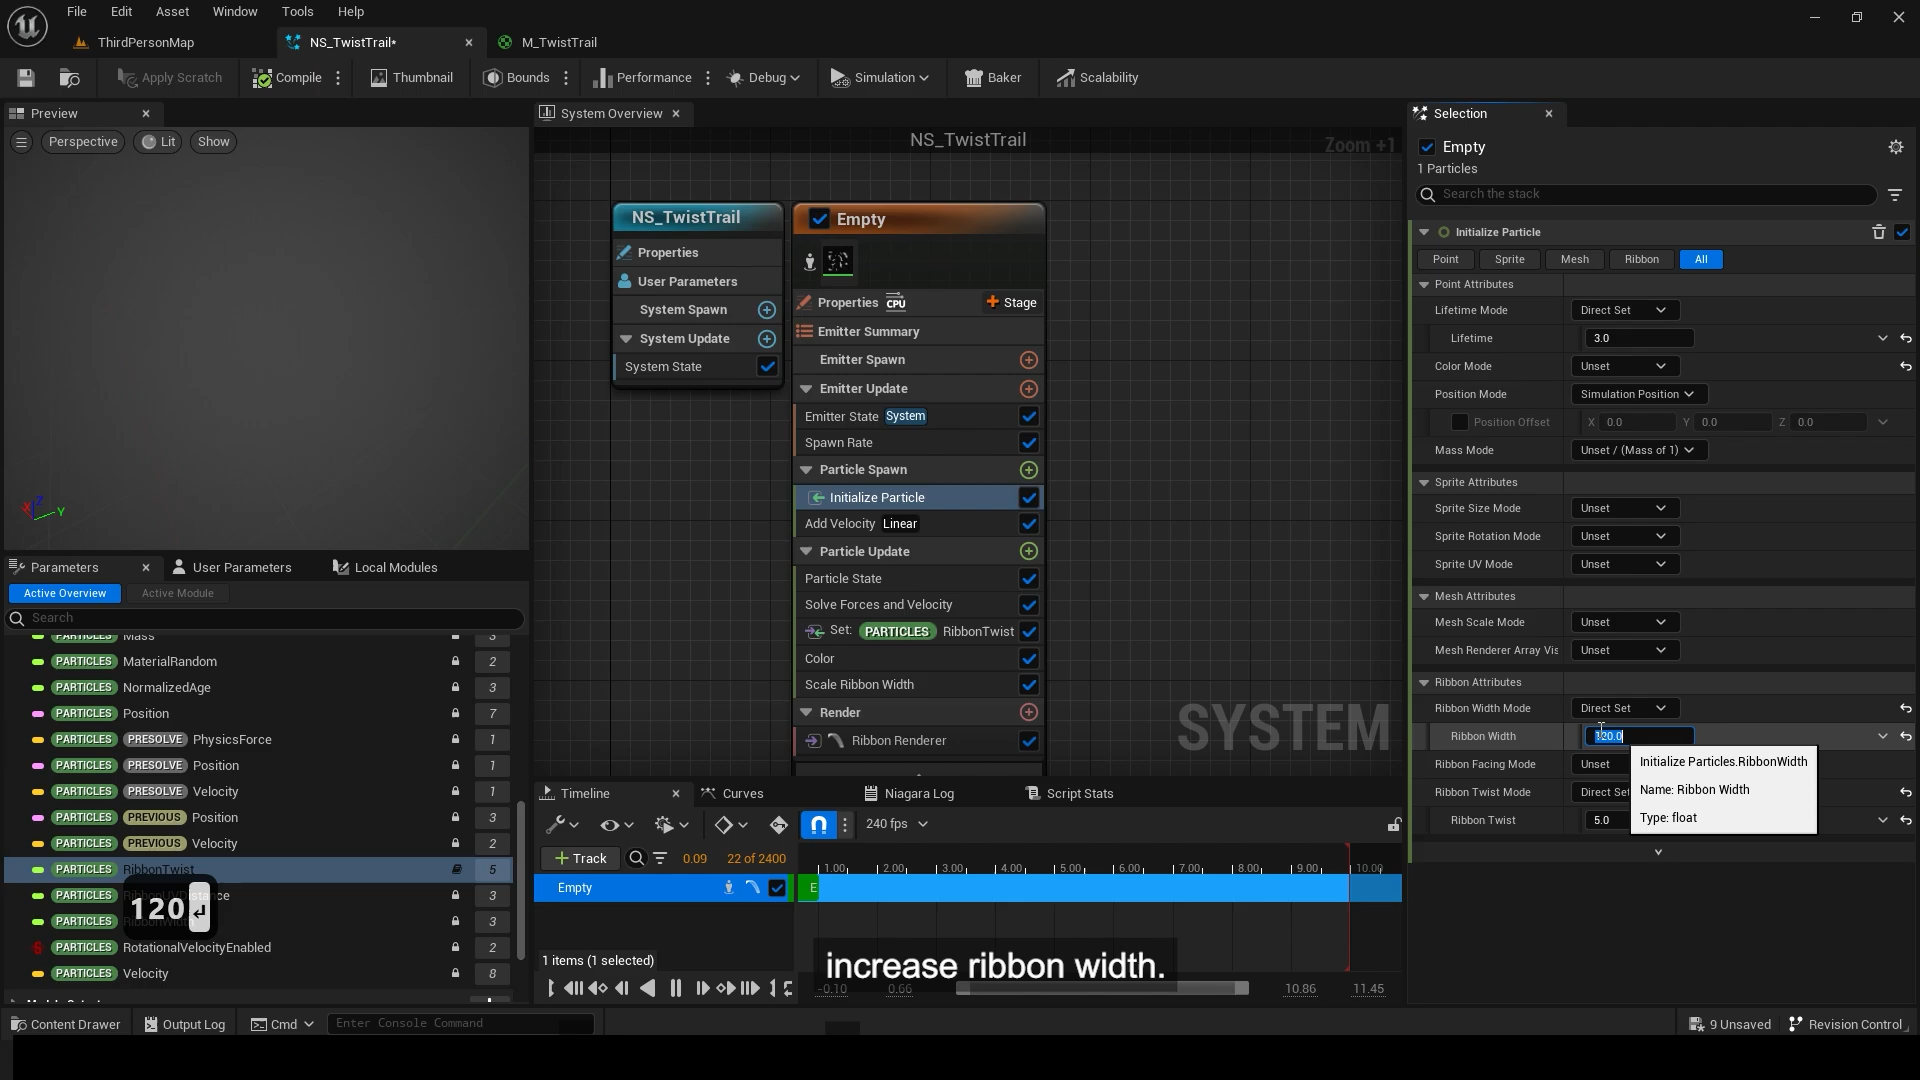 File Edit Asset Window Tools Help
ThirdPersonMap NS_TwistTrail* M_TwistTrail
Apply Scratch Compile Thumbnail Bounds Performance Debug Simulation Baker Scalability
Preview
Perspective Lit Show
X Z Y
System Overview
NS_TwistTrail
Zoom +1
NS_TwistTrail
Properties
User Parameters
System Spawn
System Update
System State
Empty
Properties CPU Stage
Emitter Summary
Emitter Spawn
Emitter Update
Emitter State System
Spawn Rate
Particle Spawn
Initialize Particle
Add Velocity Linear
Particle Update
Particle State
Solve Forces and Velocity
Set: PARTICLES RibbonTwist
Color
Scale Ribbon Width
Render
Ribbon Renderer
SYSTEM
Selection
Empty
1 Particles
Search the stack
Initialize Particle
Point Sprite Mesh Ribbon All
Point Attributes
Lifetime Mode Direct Set
Lifetime 3.0
Color Mode Unset
Position Mode Simulation Position
Position Offset X 0.0 Y 0.0 Z 0.0
Mass Mode Unset / (Mass of 1)
Sprite Attributes
Sprite Size Mode Unset
Sprite Rotation Mode Unset
Sprite UV Mode Unset
Mesh Attributes
Mesh Scale Mode Unset
Mesh Renderer Array Vis Unset
Ribbon Attributes
Ribbon Width Mode Direct Set
Ribbon Width 120.0
Ribbon Facing Mode Unset
Ribbon Twist Mode Direct Set
Ribbon Twist 5.0
Initialize Particles.RibbonWidth
Name: Ribbon Width
Type: float
Parameters User Parameters Local Modules
Active Overview Active Module
Search
PARTICLES Mass 3
PARTICLES MaterialRandom 2
PARTICLES NormalizedAge 3
PARTICLES Position 7
PARTICLES PRESOLVE PhysicsForce 1
PARTICLES PRESOLVE Position 1
PARTICLES PRESOLVE Velocity 1
PARTICLES PREVIOUS Position 3
PARTICLES PREVIOUS Velocity 2
PARTICLES RibbonTwist 5
PARTICLES RibbonUVDistance 3
PARTICLES RibbonWidth 3
PARTICLES RotationalVelocityEnabled 2
PARTICLES Velocity 8
120
Timeline Curves Niagara Log Script Stats
240 fps
Track 0.09 22 of 2400
1.00 2.00 3.00 4.00 5.00 6.00 7.00 8.00 9.00 10.00
Empty E
1 items (1 selected)
increase ribbon width.
-0.10 0.66 10.86 11.45
Content Drawer Output Log Cmd Enter Console Command
9 Unsaved Revision Control